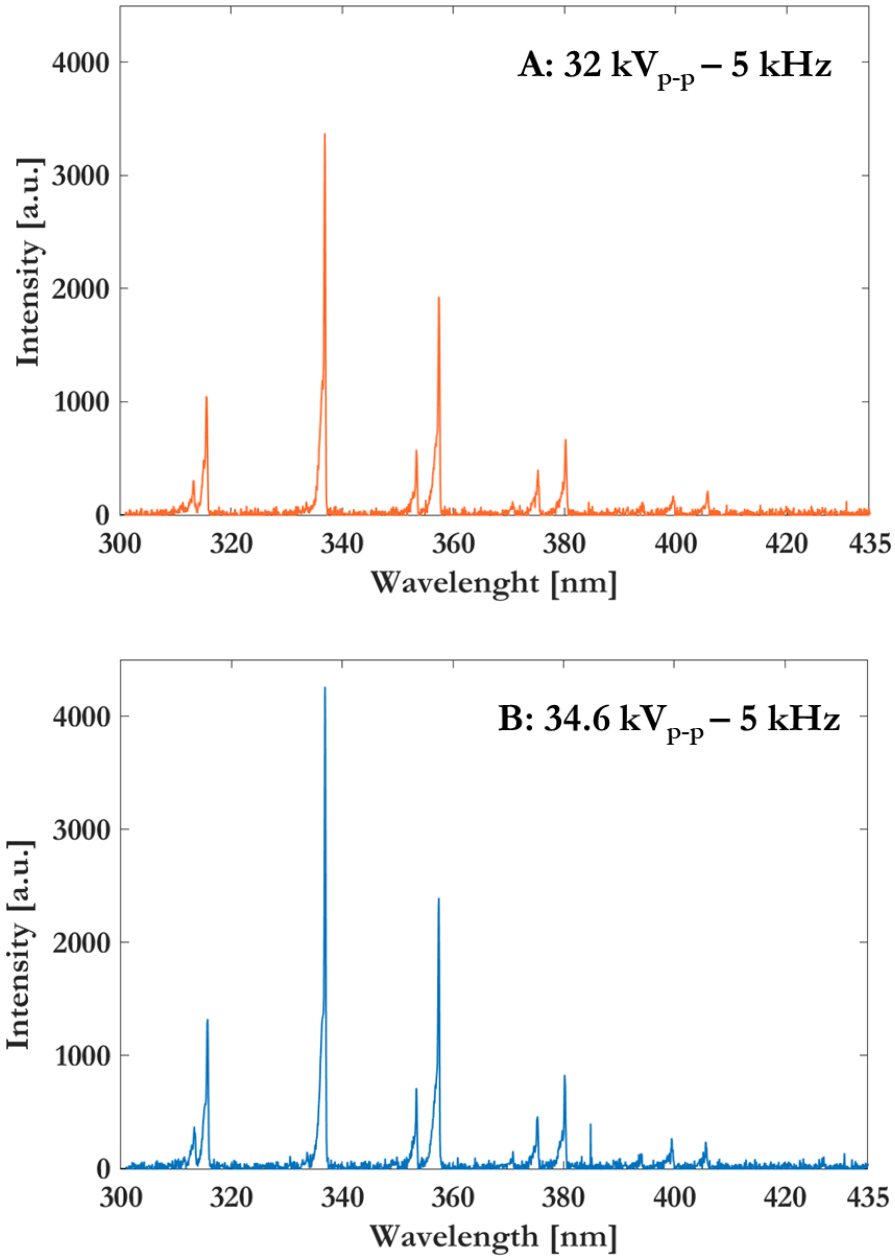 A: 32 kVp-p – 5 kHz
4000
3000
2000
1000
0
Intensity [a.u.]
300 320 340 360 380 400 420 435
Wavelenght [nm]
B: 34.6 kVp-p – 5 kHz
4000
3000
2000
1000
0
Intensity [a.u.]
300 320 340 360 380 400 420 435
Wavelength [nm]